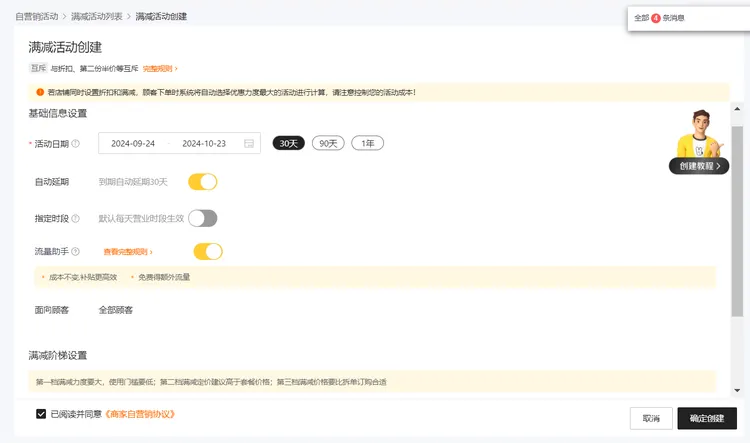 自营销活动 > 满减活动列表 > 满减活动创建
全部 4 条消息
满减活动创建
互斥 与折扣、第二份半价等互斥 完整规则 >
若店铺同时设置折扣和满减，顾客下单时系统将自动选择优惠力度最大的活动进行计算，请注意控制您的活动成本！
基础信息设置
* 活动日期 ? 2024-09-24 - 2024-10-23 30天 90天 1年
创建教程 >
自动延期 到期自动延期30天
指定时段 ? 默认每天营业时段生效
流量助手 ? 查看完整规则 >
• 成本不变,补贴更高效 • 免费得额外流量
面向顾客 全部顾客
满减阶梯设置
第一档满减力度要大，使用门槛要低；第二档满减定价建议高于套餐价格；第三档满减价格要比拆单订购合适
已阅读并同意《商家自营销协议》
取消 确定创建